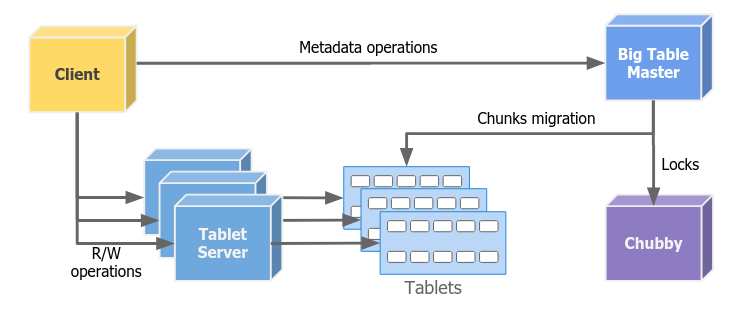 Metadata operations
Client
Big Table
Master
Chunks migration
Locks
Tablet
Server
Chubby
R/W
operations
Tablets